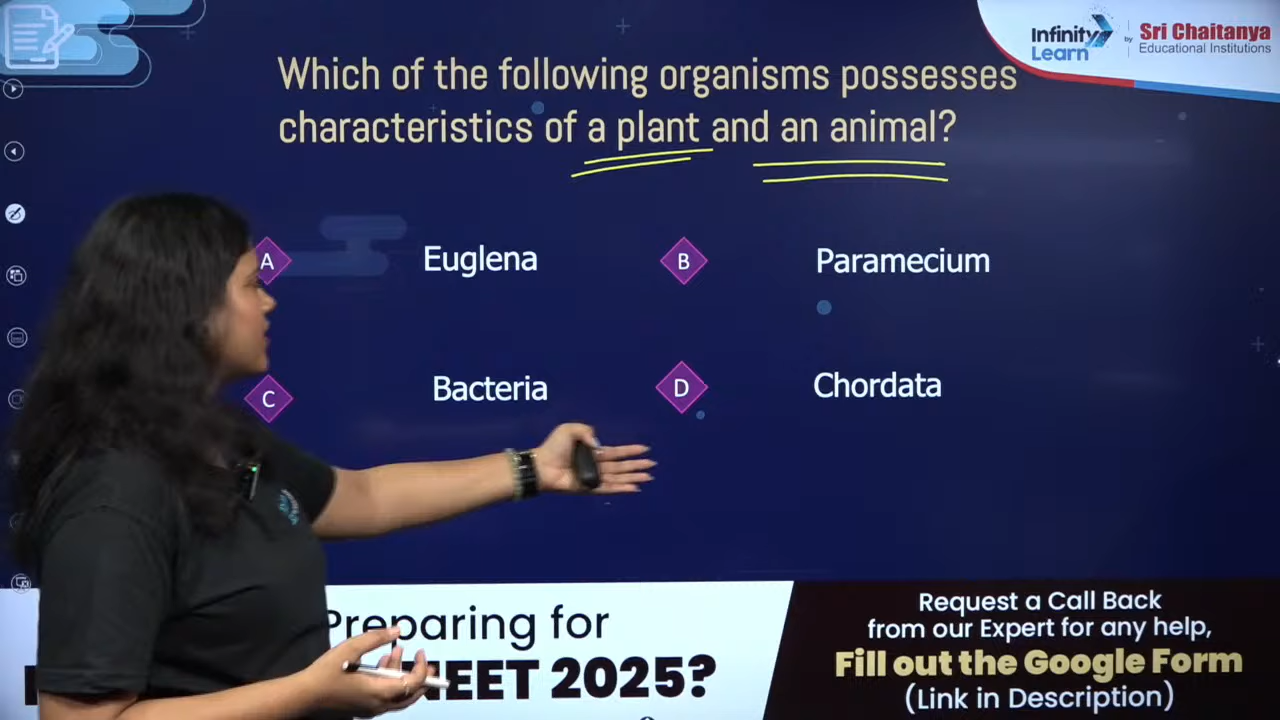 Infinity Learn by Sri Chaitanya Educational Institutions
Which of the following organisms possesses
characteristics of a plant and an animal?
A Euglena
B Paramecium
C Bacteria
D Chordata
Preparing for
NEET 2025?
Request a Call Back
from our Expert for any help,
Fill out the Google Form
(Link in Description)